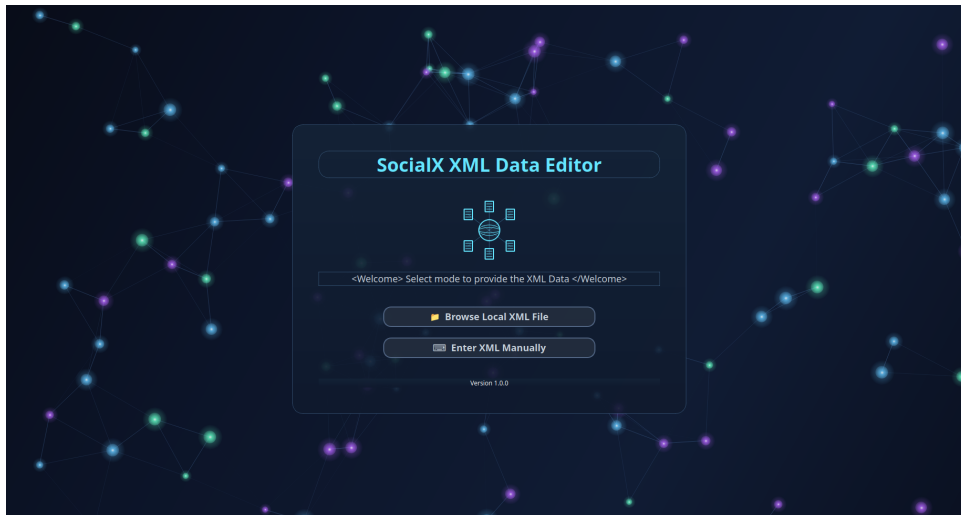 SocialX XML Data Editor
<Welcome> Select mode to provide the XML Data </Welcome>
Browse Local XML File
Enter XML Manually
Version 1.0.0